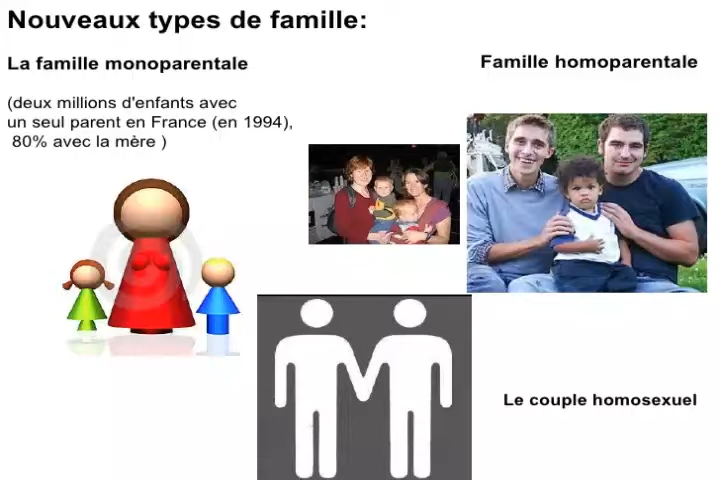 Nouveaux types de famille:
La famille monoparentale
Famille homoparentale
(deux millions d'enfants avec
un seul parent en France (en 1994),
80% avec la mère )
Le couple homosexuel